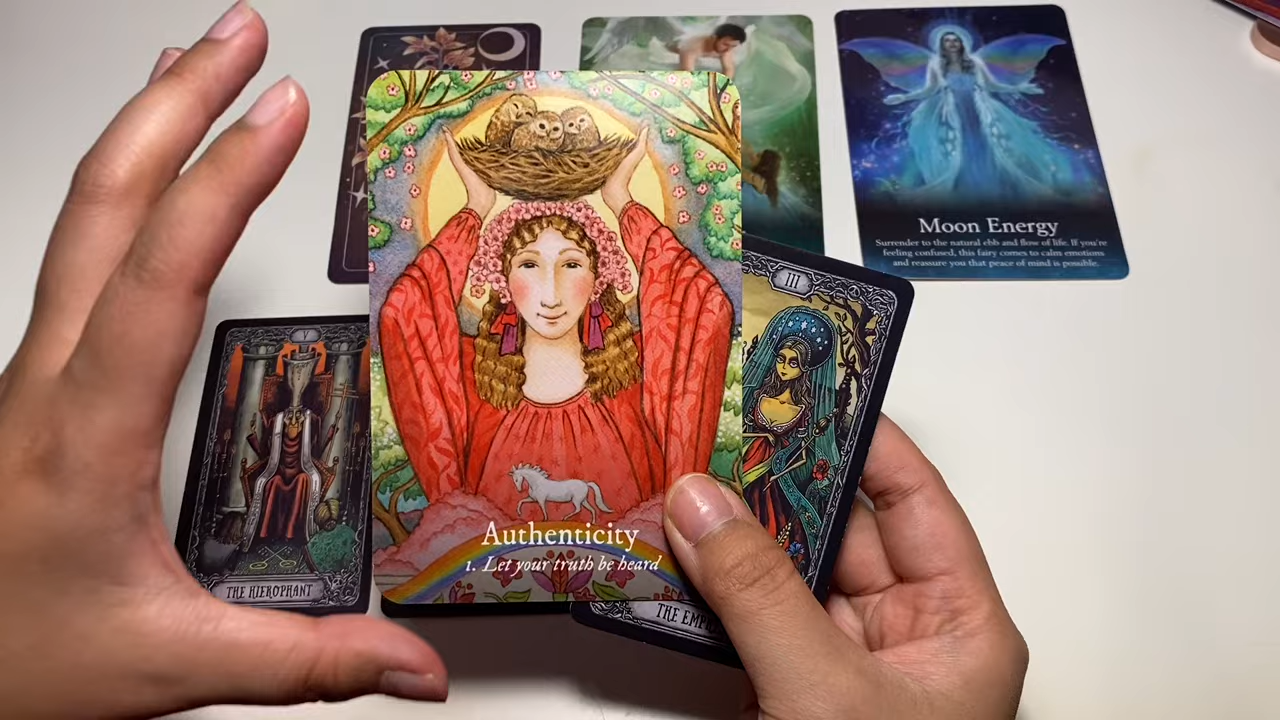 Moon Energy
Surrender to the natural ebb and flow of life. If you're
feeling confused, this fairy comes to calm emotions
and reassure you that peace of mind is possible.
III
V
Authenticity
1. Let your truth be heard
THE HIEROPHANT
THE